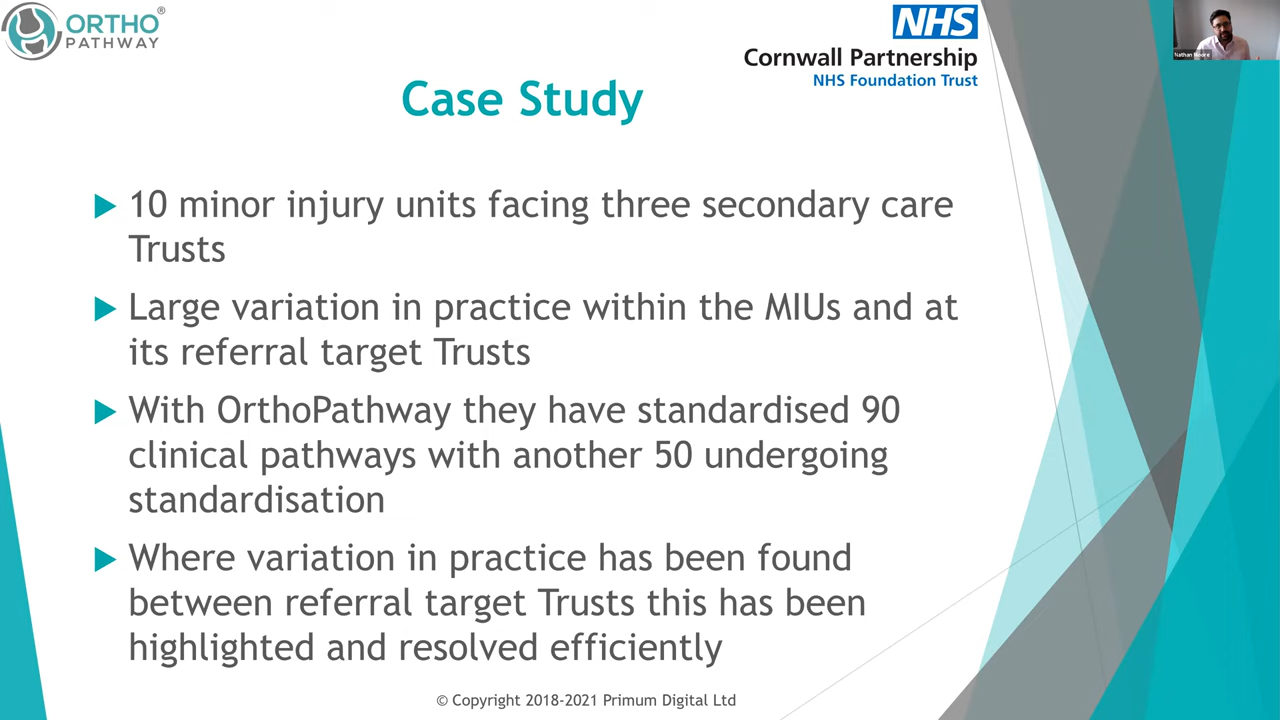 ORTHO®
PATHWAY
NHS
Cornwall Partnership
NHS Foundation Trust
Nathan Moore
Case Study
10 minor injury units facing three secondary care
Trusts
Large variation in practice within the MIUs and at
its referral target Trusts
With OrthoPathway they have standardised 90
clinical pathways with another 50 undergoing
standardisation
Where variation in practice has been found
between referral target Trusts this has been
highlighted and resolved efficiently
© Copyright 2018-2021 Primum Digital Ltd